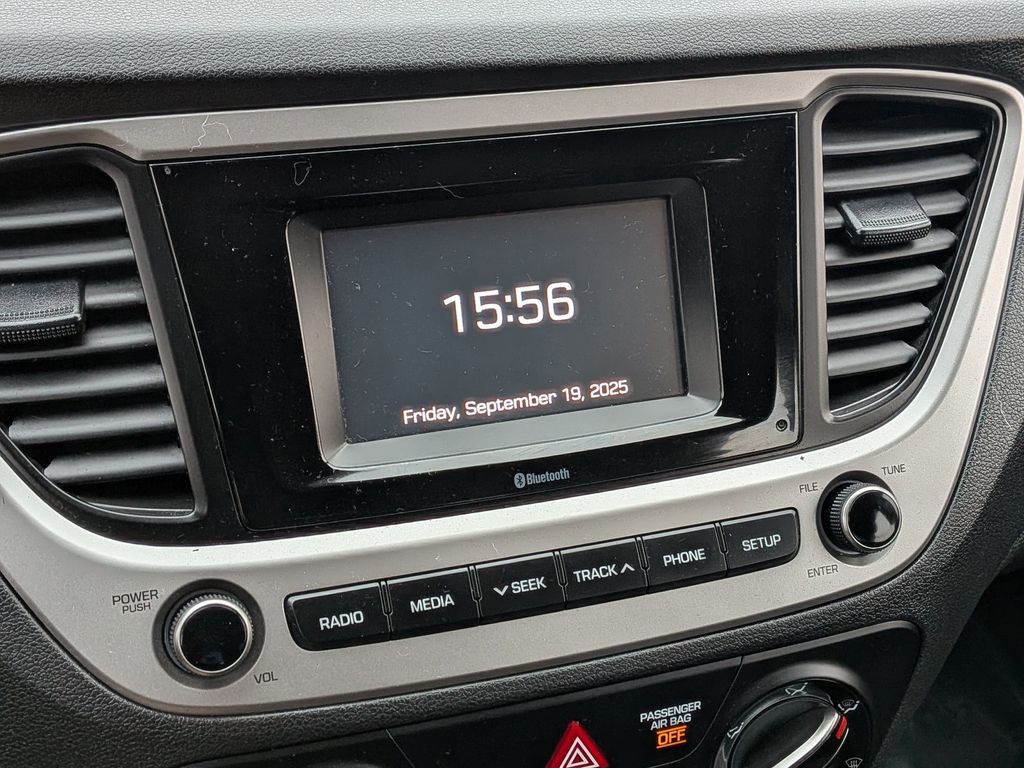 15:56
Friday, September 19, 2025
Bluetooth
FILE
TUNE
ENTER
POWER
PUSH
VOL
RADIO
MEDIA
SEEK
TRACK
PHONE
SETUP
PASSENGER
AIR BAG
OFF